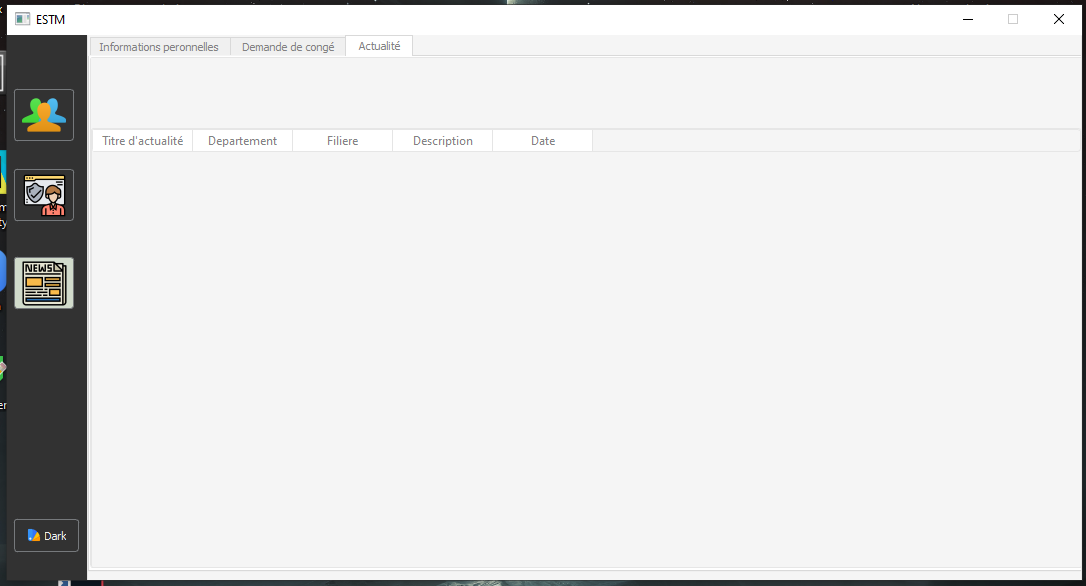 ESTM
Informations peronnelles Demande de congé Actualité
Titre d'actualité Departement Filiere Description Date
NEWS
Dark